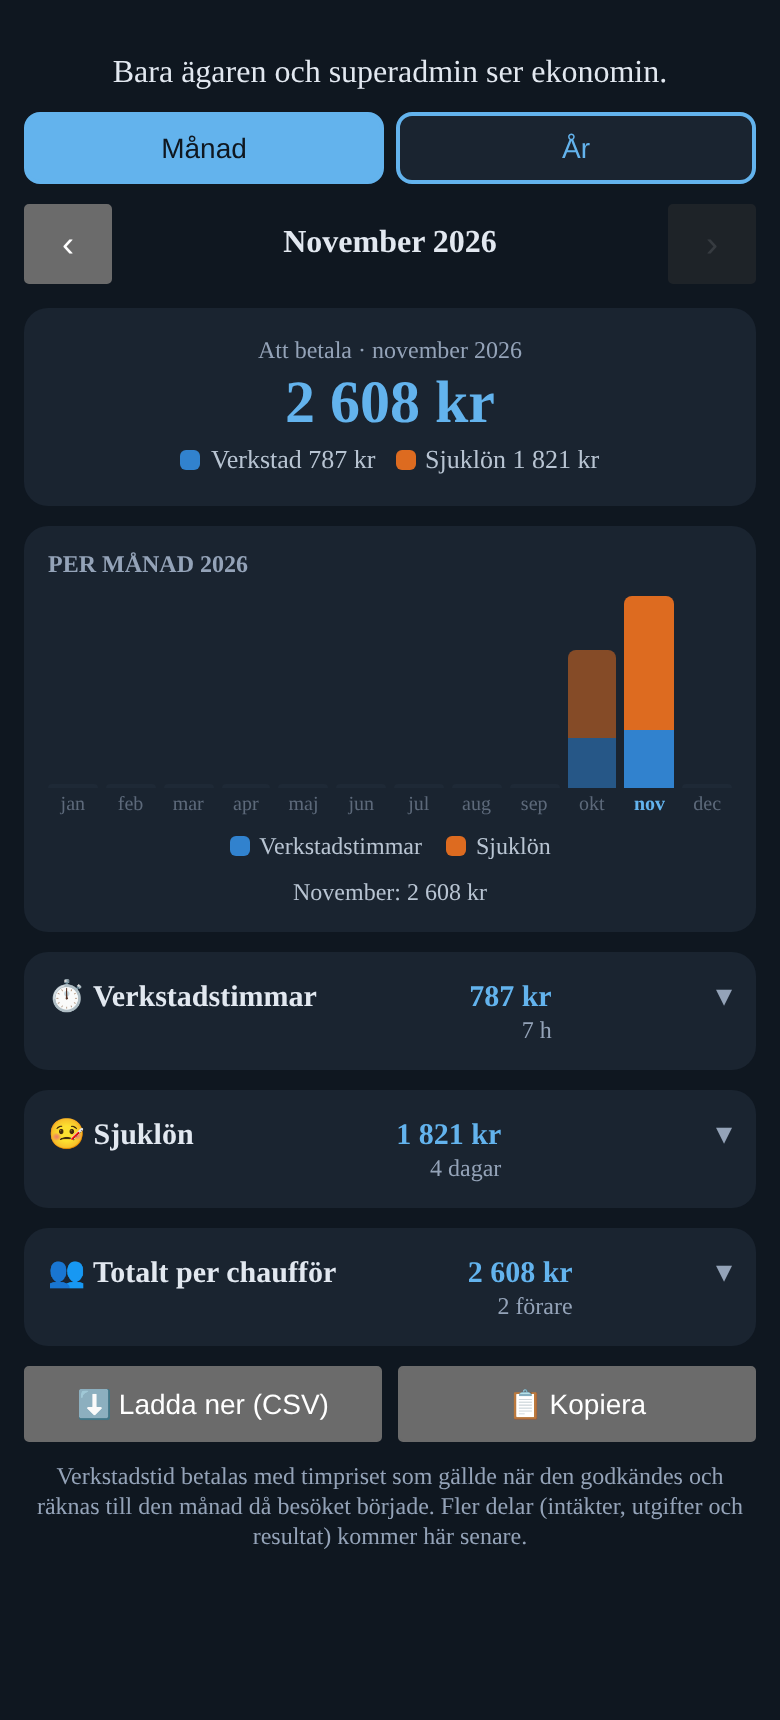 Bara ägaren och superadmin ser ekonomin.
Månad
År
‹
November 2026
›
Att betala · november 2026
2 608 kr
Verkstad 787 kr Sjuklön 1 821 kr
PER MÅNAD 2026
jan feb mar apr maj jun jul aug sep okt nov dec
Verkstadstimmar Sjuklön
November: 2 608 kr
⏱️ Verkstadstimmar 787 kr ▼
7 h
🤒 Sjuklön 1 821 kr ▼
4 dagar
👥 Totalt per chaufför 2 608 kr ▼
2 förare
⬇️ Ladda ner (CSV)
📋 Kopiera
Verkstadstid betalas med timpriset som gällde när den godkändes och
räknas till den månad då besöket började. Fler delar (intäkter, utgifter och
resultat) kommer här senare.